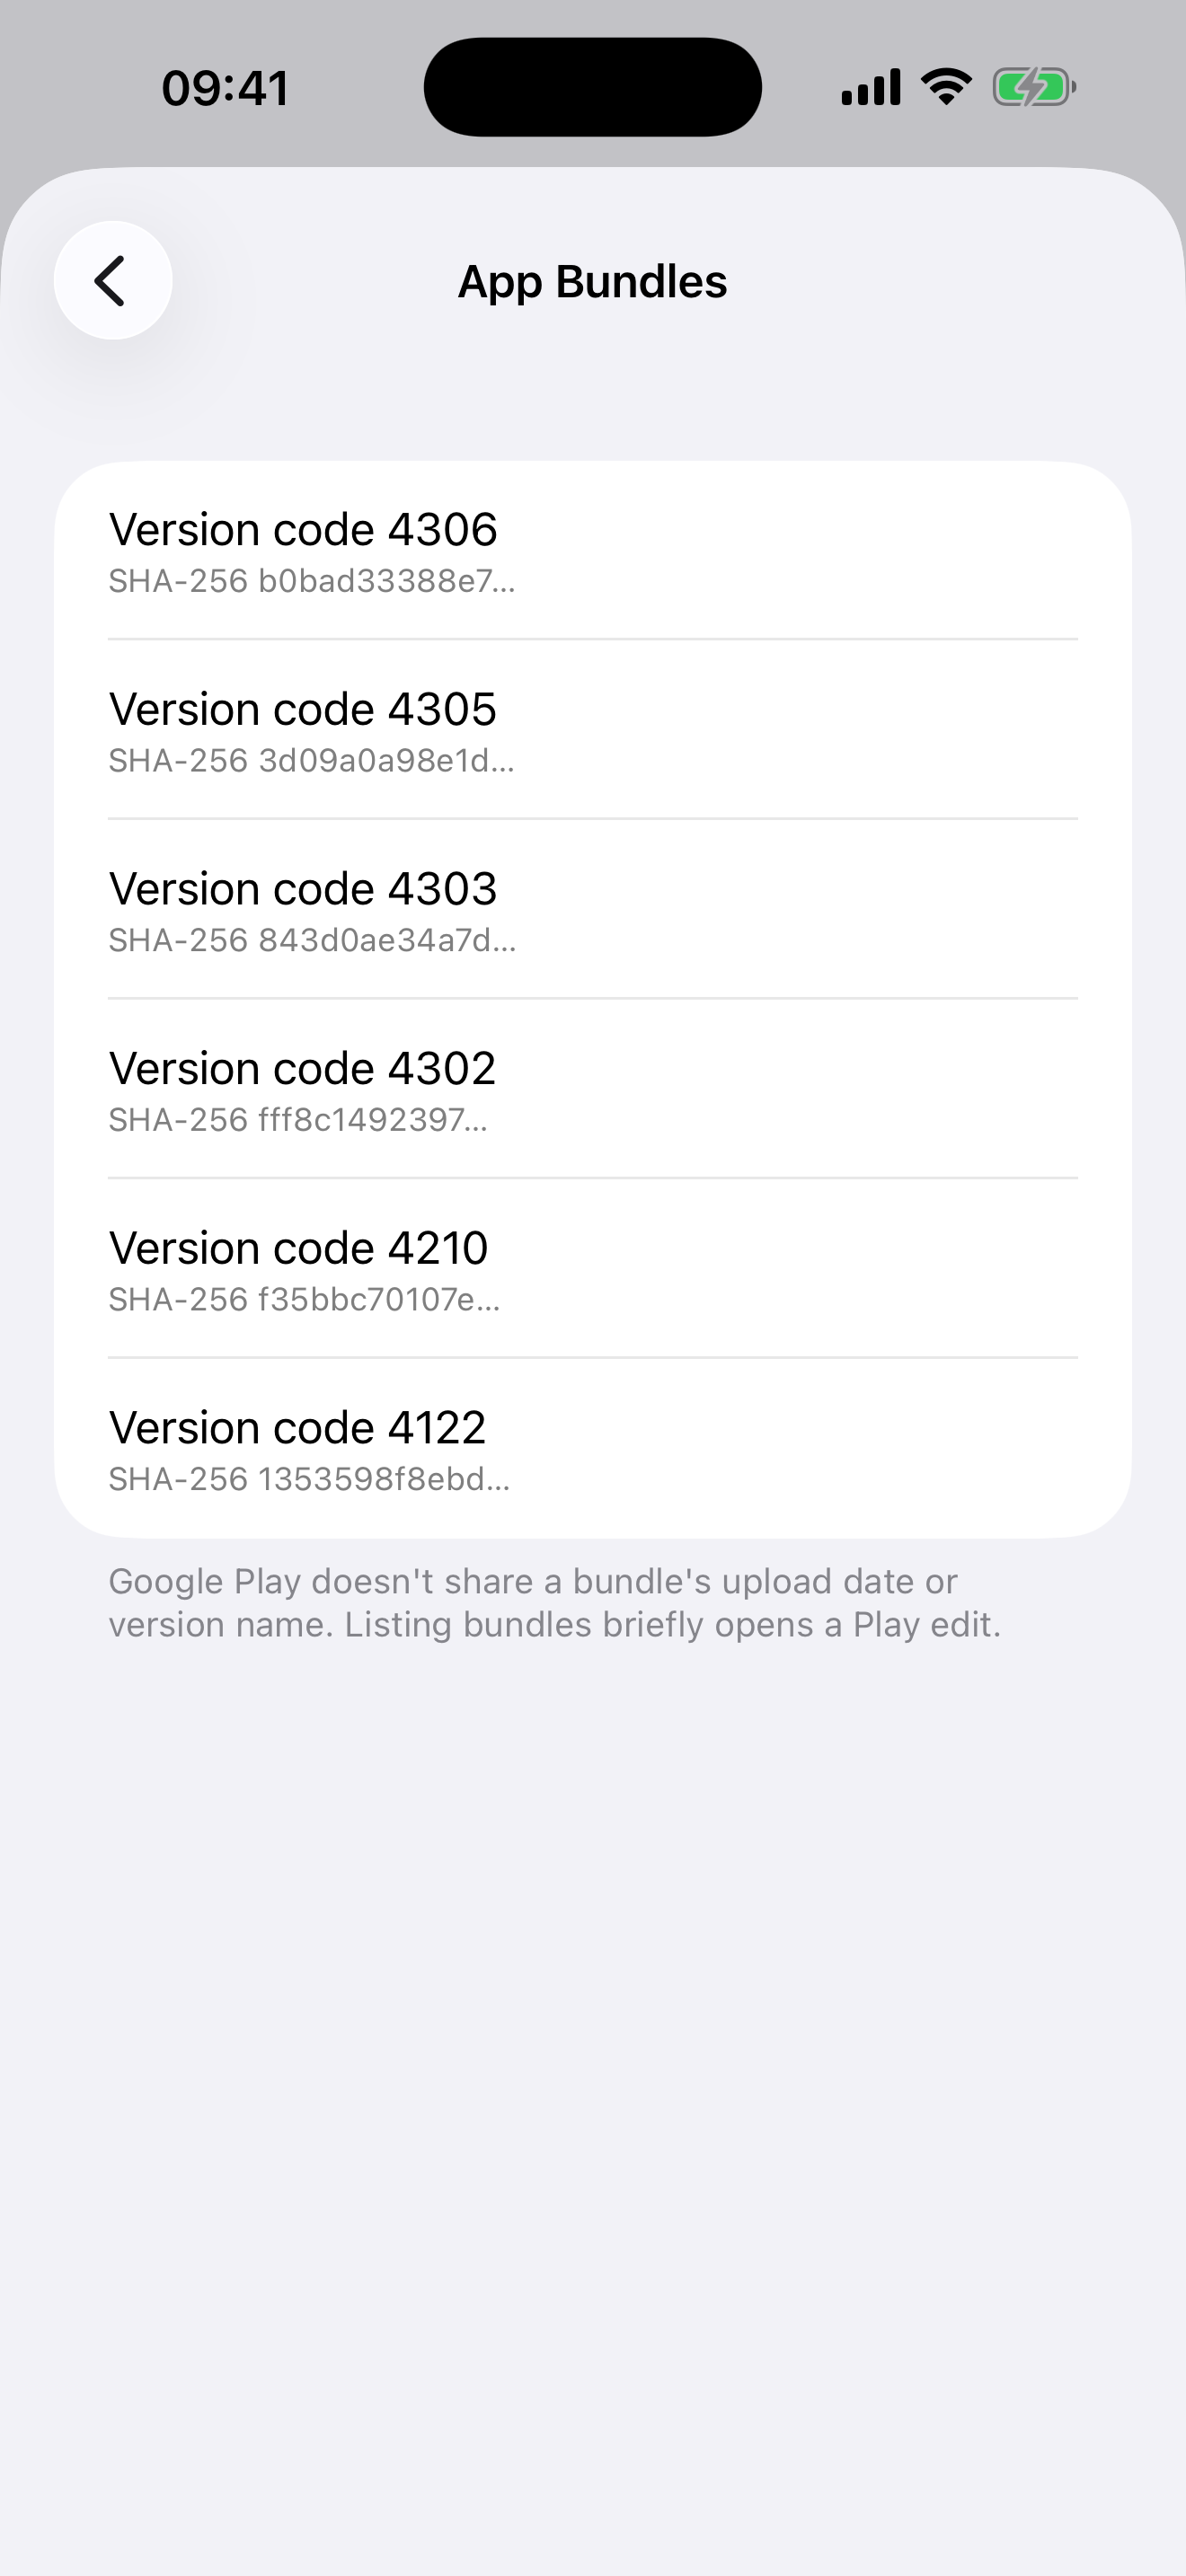 09:41
App Bundles
Version code 4306
SHA-256 b0bad33388e7...
Version code 4305
SHA-256 3d09a0a98e1d...
Version code 4303
SHA-256 843d0ae34a7d...
Version code 4302
SHA-256 fff8c1492397...
Version code 4210
SHA-256 f35bbc70107e...
Version code 4122
SHA-256 1353598f8ebd...
Google Play doesn't share a bundle's upload date or
version name. Listing bundles briefly opens a Play edit.